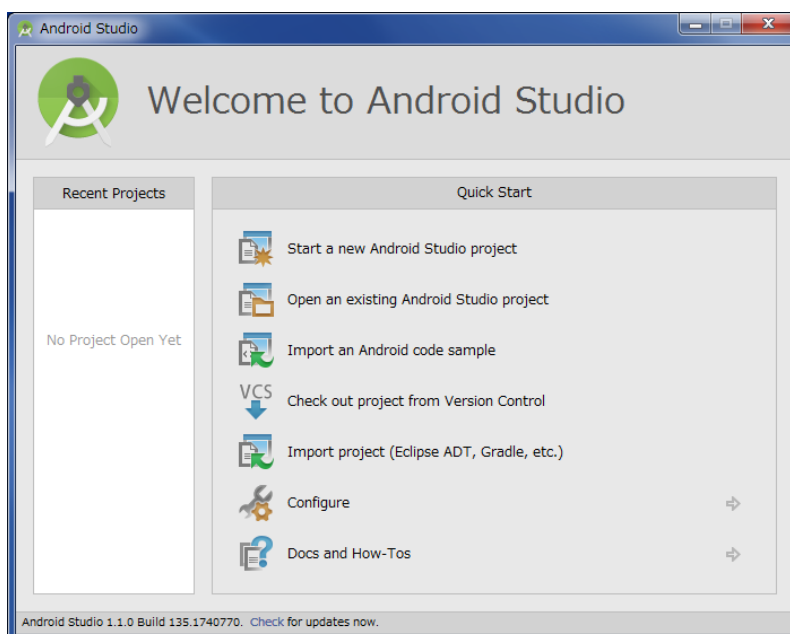 Android Studio
Welcome to Android Studio
Recent Projects
No Project Open Yet
Quick Start
Start a new Android Studio project
Open an existing Android Studio project
Import an Android code sample
VCS
Check out project from Version Control
Import project (Eclipse ADT, Gradle, etc.)
Configure
Docs and How-Tos
Android Studio 1.1.0 Build 135.1740770. Check for updates now.